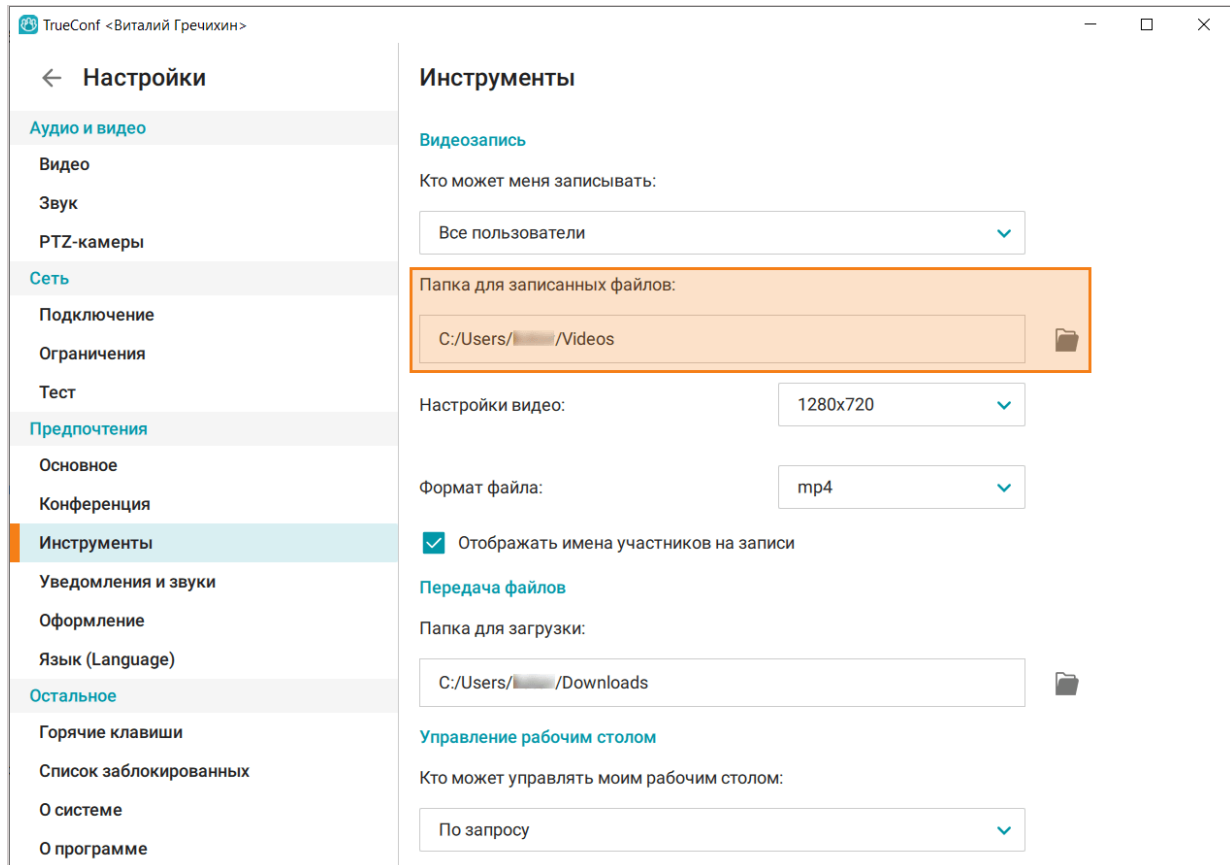 TrueConf <Виталий Гречихин>
Настройки
Аудио и видео
Видео
Звук
PTZ-камеры
Сеть
Подключение
Ограничения
Тест
Предпочтения
Основное
Конференция
Инструменты
Уведомления и звуки
Оформление
Язык (Language)
Остальное
Горячие клавиши
Список заблокированных
О системе
О программе
Инструменты
Видеозапись
Кто может меня записывать:
Все пользователи
Папка для записанных файлов:
C:/Users/ /Videos
Настройки видео:
1280x720
Формат файла:
mp4
Отображать имена участников на записи
Передача файлов
Папка для загрузки:
C:/Users/ /Downloads
Управление рабочим столом
Кто может управлять моим рабочим столом:
По запросу